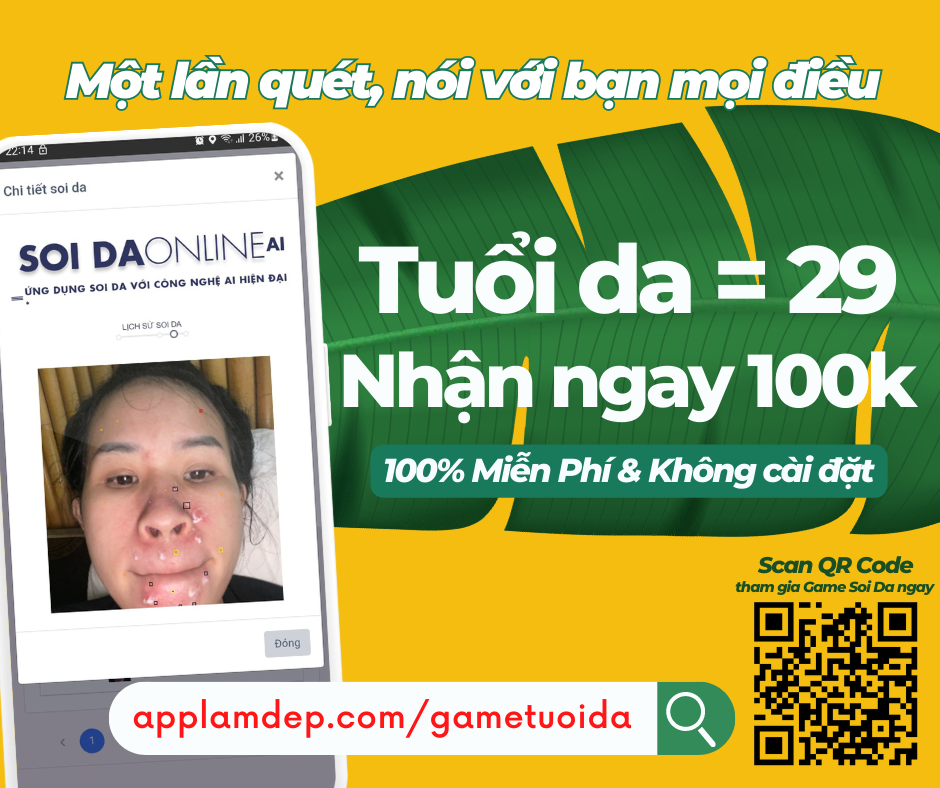 Một lần quét, nói với bạn mọi điều
22:14
26%
Chi tiết soi da
×
SOI DAONLINE AI
ỨNG DỤNG SOI DA VỚI CÔNG NGHỆ AI HIỆN ĐẠI
LỊCH SỬ SOI DA
Đóng
1
Tuổi da = 29
Nhận ngay 100k
100% Miễn Phí & Không cài đặt
Scan QR Code
tham gia Game Soi Da ngay
applamdep.com/gametuoida